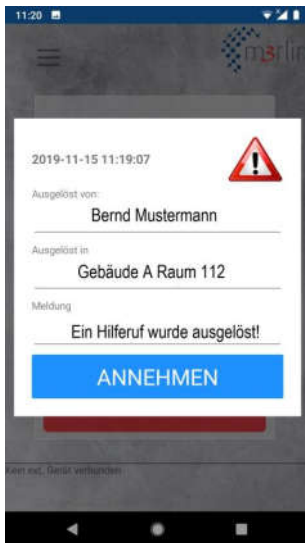 11:20
m3rlin
2019-11-15 11:19:07
Ausgelöst von:
Bernd Mustermann
Ausgelöst in
Gebäude A Raum 112
Meldung
Ein Hilferuf wurde ausgelöst!
ANNEHMEN
Kein ext. Gerät verbunden